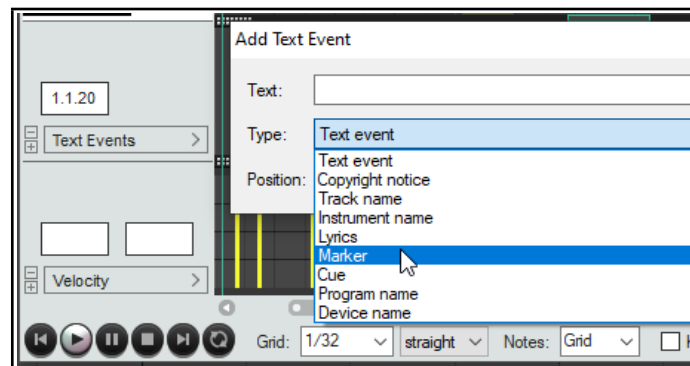 Add Text Event
Text:
1.1.20
Text Events
Type: Text event
Text event
Copyright notice
Track name
Instrument name
Lyrics
Marker
Cue
Program name
Device name
Position:
Velocity
Grid: 1/32 straight Notes: Grid